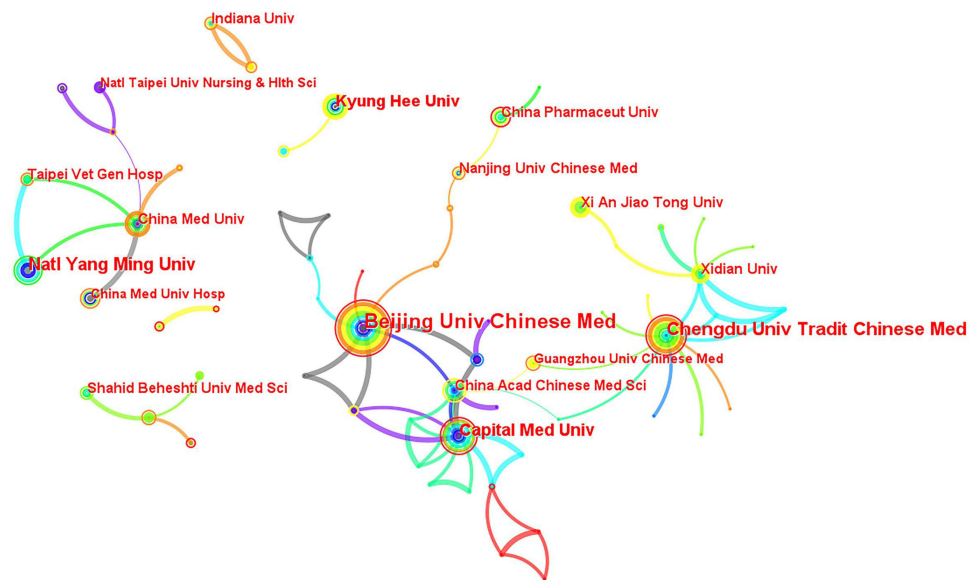 Indiana Univ
Natl Taipei Univ Nursing & Hlth Sci
Kyung Hee Univ
China Pharmaceut Univ
Taipei Vet Gen Hosp
Nanjing Univ Chinese Med
Xi An Jiao Tong Univ
China Med Univ
Natl Yang Ming Univ
Xidian Univ
China Med Univ Hosp
Beijing Univ Chinese Med
Chengdu Univ Tradit Chinese Med
Guangzhou Univ Chinese Med
Shahid Beheshti Univ Med Sci
China Acad Chinese Med Sci
Capital Med Univ